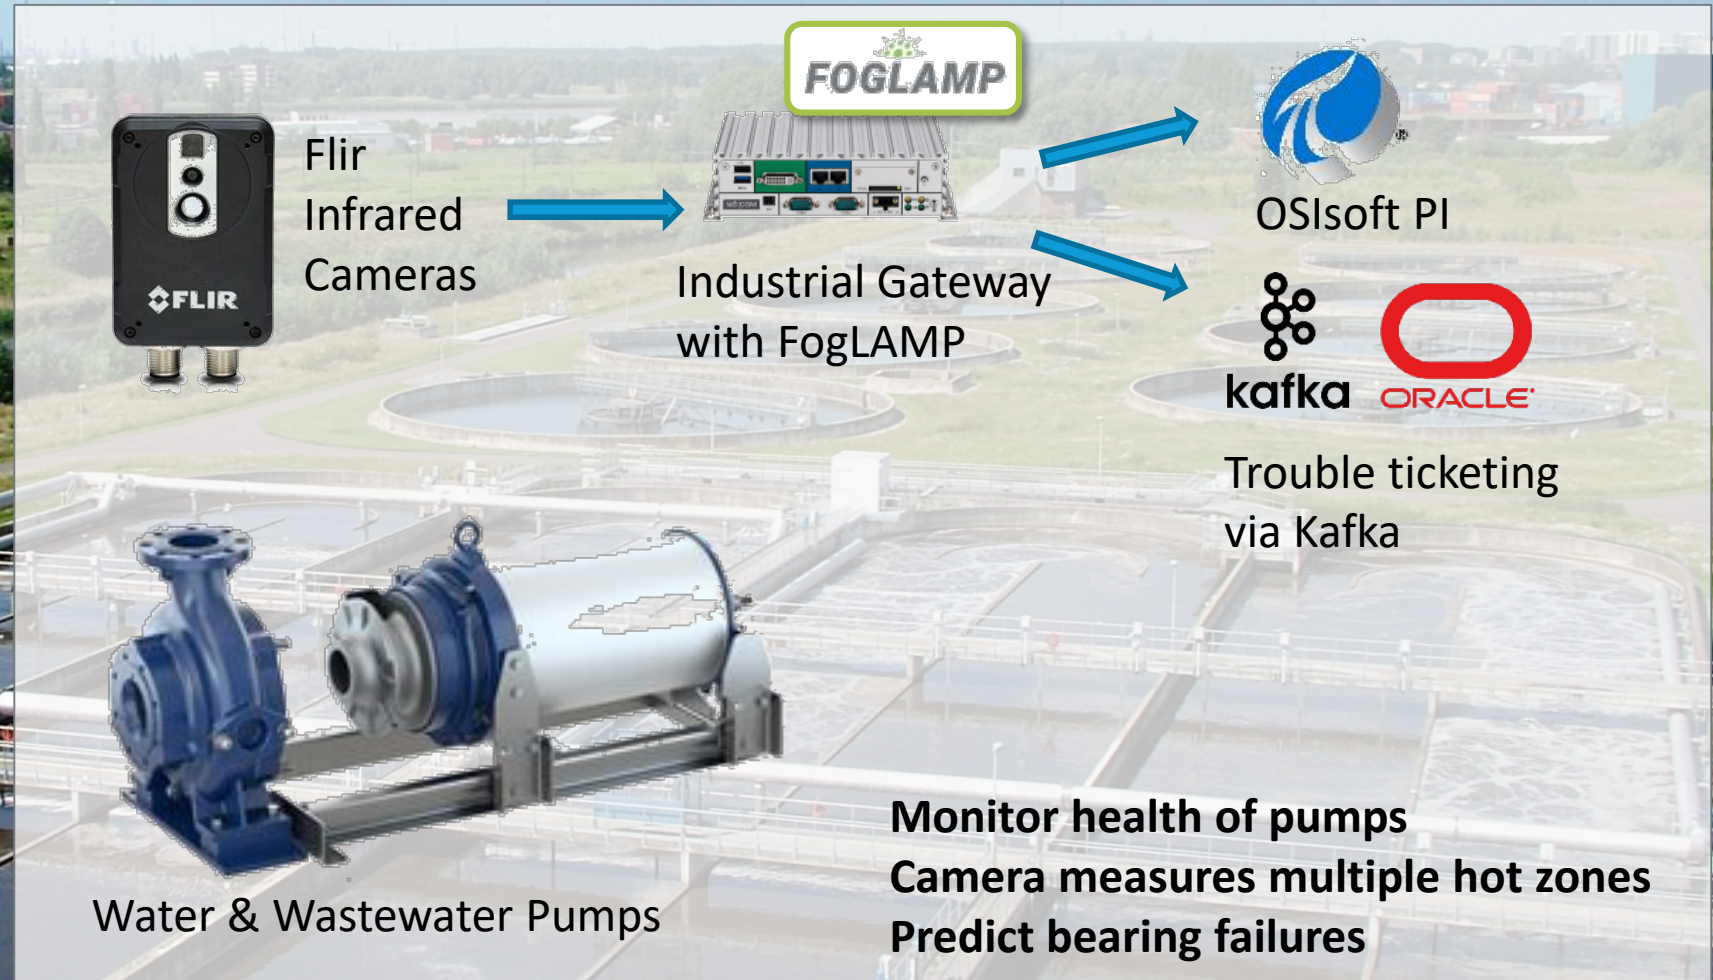 FOGLAMP
Flir
Infrared
Cameras
FLIR
Industrial Gateway
with FogLAMP
OSIsoft PI
kafka
ORACLE
Trouble ticketing
via Kafka
Water & Wastewater Pumps
Monitor health of pumps
Camera measures multiple hot zones
Predict bearing failures